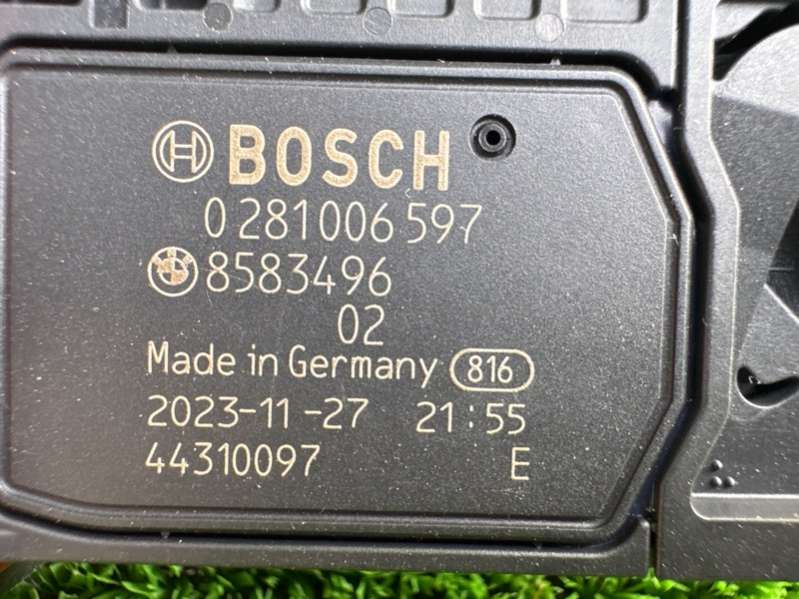 BOSCH
0 281 006 597
8583496
02
Made in Germany 816
2023-11-27 21:55
44310097 E